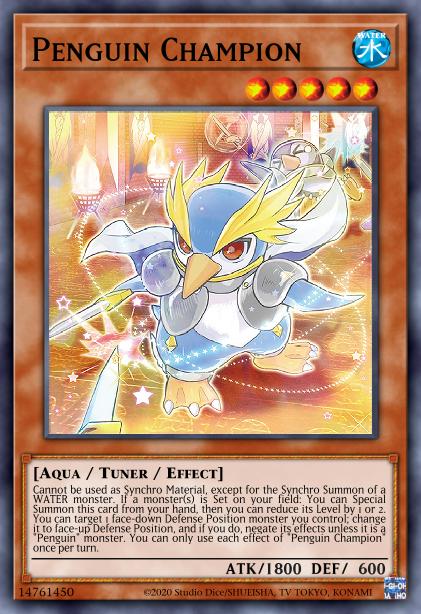 PENGUIN CHAMPION
WATER
水
[AQUA / TUNER / EFFECT]
Cannot be used as Synchro Material, except for the Synchro Summon of a
WATER monster. If a monster(s) is Set on your field: You can Special
Summon this card from your hand, then you can reduce its Level by 1 or 2.
You can target 1 face-down Defense Position monster you control; change
it to face-up Defense Position, and if you do, negate its effects unless it is a
"Penguin" monster. You can only use each effect of "Penguin Champion"
once per turn.
ATK/1800 DEF/ 600
14761450
©2020 Studio Dice/SHUEISHA, TV TOKYO, KONAMI